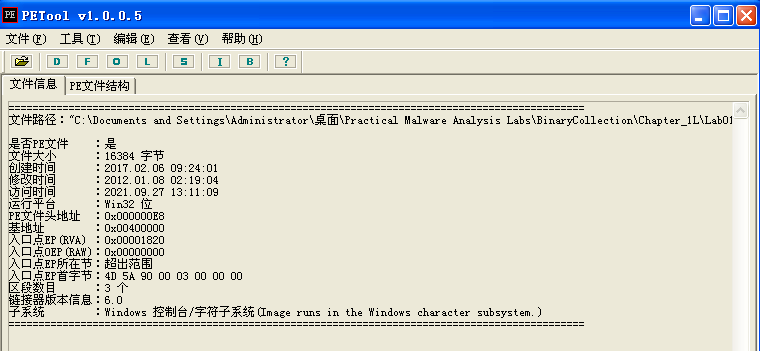 PE PETool v1.0.0.5
文件(F) 工具(T) 编辑(E) 查看(V) 帮助(H)
D F O L S I B ?
文件信息 PE文件结构
================================================================================================
文件路径："C:\Documents and Settings\Administrator\桌面\Practical Malware Analysis Labs\BinaryCollection\Chapter_1L\Lab01
是否PE文件 ：是
文件大小 ：16384 字节
创建时间 ：2017.02.06 09:24:01
修改时间 ：2012.01.08 02:19:04
访问时间 ：2021.09.27 13:11:09
运行平台 ：Win32 位
PE文件头地址 ：0x000000E8
基地址 ：0x00400000
入口点EP(RVA) ：0x00001820
入口点OEP(RAW)：0x00000000
入口点EP所在节：超出范围
入口点EP首字节：4D 5A 90 00 03 00 00 00
区段数目 ：3 个
链接器版本信息：6.0
子系统 ：Windows 控制台/字符子系统(Image runs in the Windows character subsystem.)
================================================================================================